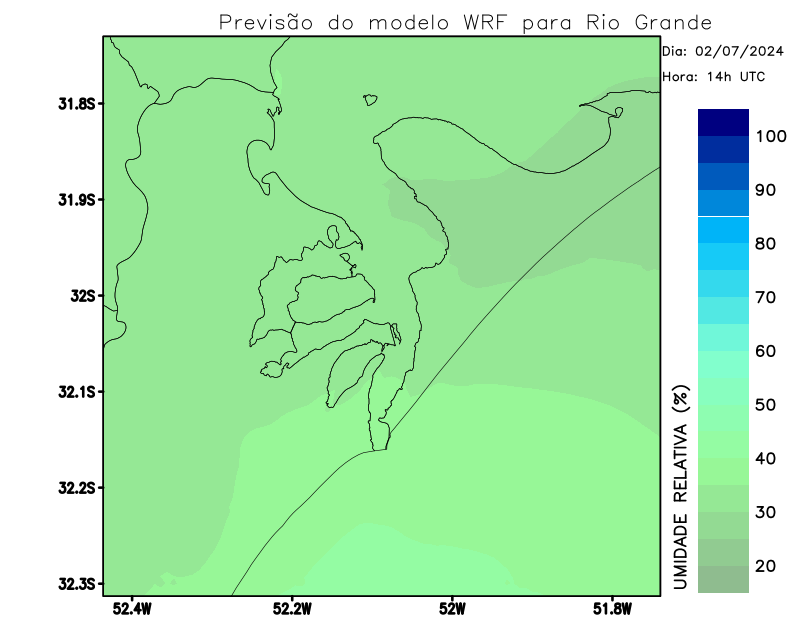 Previsão do modelo WRF para Rio Grande
Dia: 02/07/2024
Hora: 14h UTC
31.8S
31.9S
32S
32.1S
32.2S
32.3S
52.4W
52.2W
52W
51.8W
100
90
80
70
60
50
40
30
20
UMIDADE RELATIVA (%)